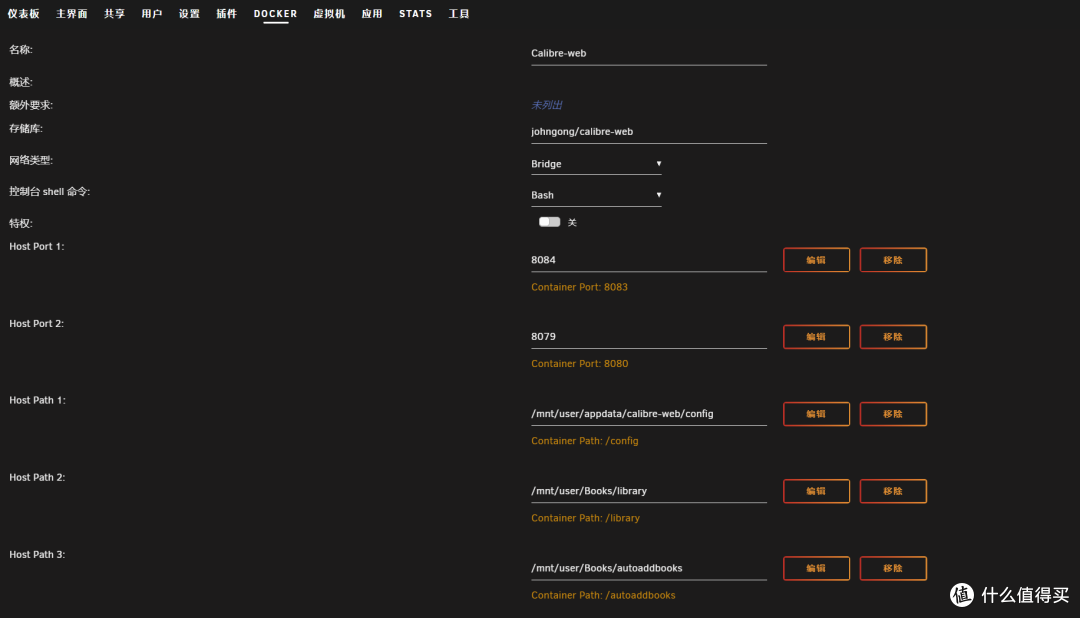 仪表板 主界面 共享 用户 设置 插件 DOCKER 虚拟机 应用 STATS 工具
名称:
Calibre-web
概述:
额外要求:
未列出
存储库:
johngong/calibre-web
网络类型:
Bridge
控制台 shell 命令:
Bash
特权:
关
Host Port 1:
8084 编辑 移除
Container Port: 8083
Host Port 2:
8079 编辑 移除
Container Port: 8080
Host Path 1:
/mnt/user/appdata/calibre-web/config 编辑 移除
Container Path: /config
Host Path 2:
/mnt/user/Books/library 编辑 移除
Container Path: /library
Host Path 3:
/mnt/user/Books/autoaddbooks 编辑 移除
Container Path: /autoaddbooks
值 什么值得买